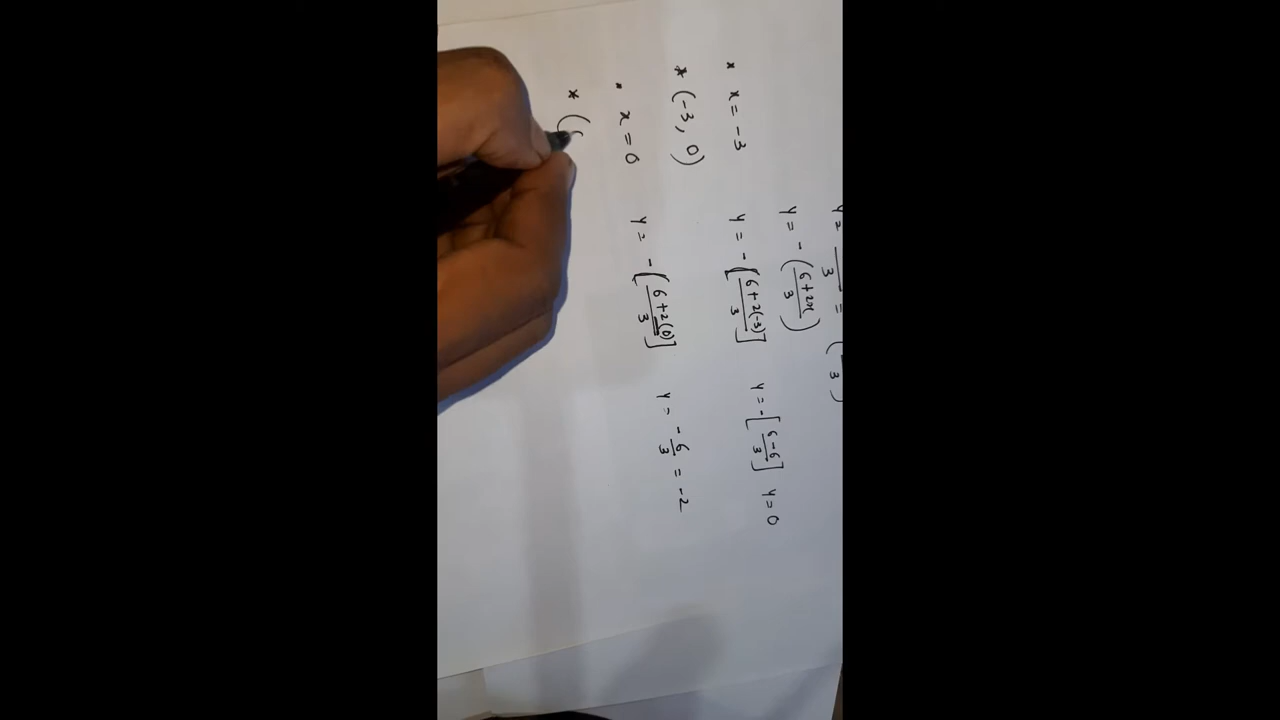 y = - (6+2x / 3)
* x = -3 y = - [6+2(-3) / 3] y = - [6-6 / 3] y = 0
* (-3, 0)
* x = 0 y = - [6+2(0) / 3] y = -6/3 = -2
* (